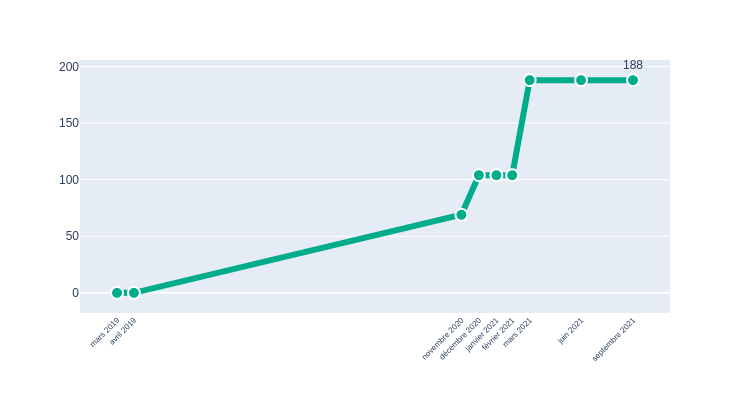 188
200
150
100
50
0
mars 2019
avril 2019
novembre 2020
décembre 2020
janvier 2021
février 2021
mars 2021
juin 2021
septembre 2021